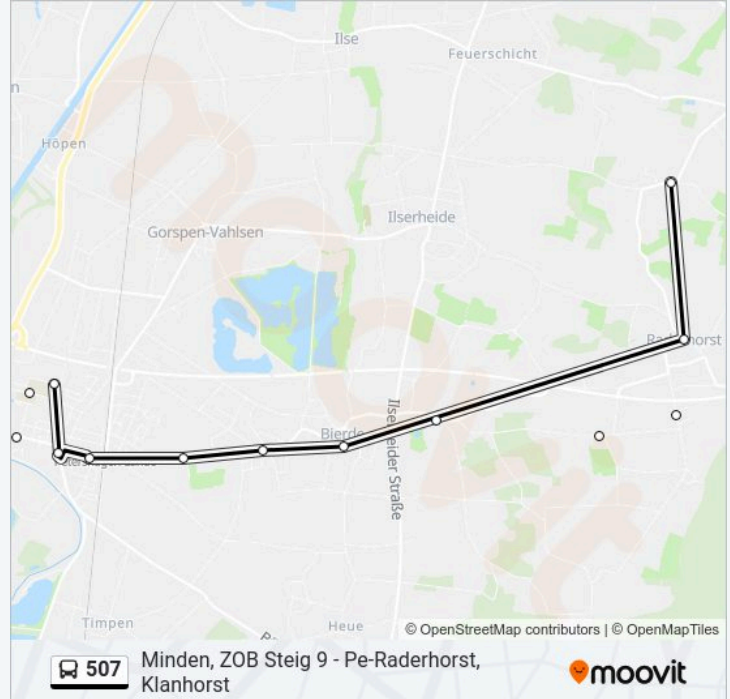 Ilse
Feuerschicht
n
Höpen
Ilserheide
Gorspen-Vahlsen
Bierde
Ilserheider Straße
Timpen
Heue
© OpenStreetMap contributors | © OpenMapTiles
507
Minden, ZOB Steig 9 - Pe-Raderhorst,
Klanhorst
moovit
moovit